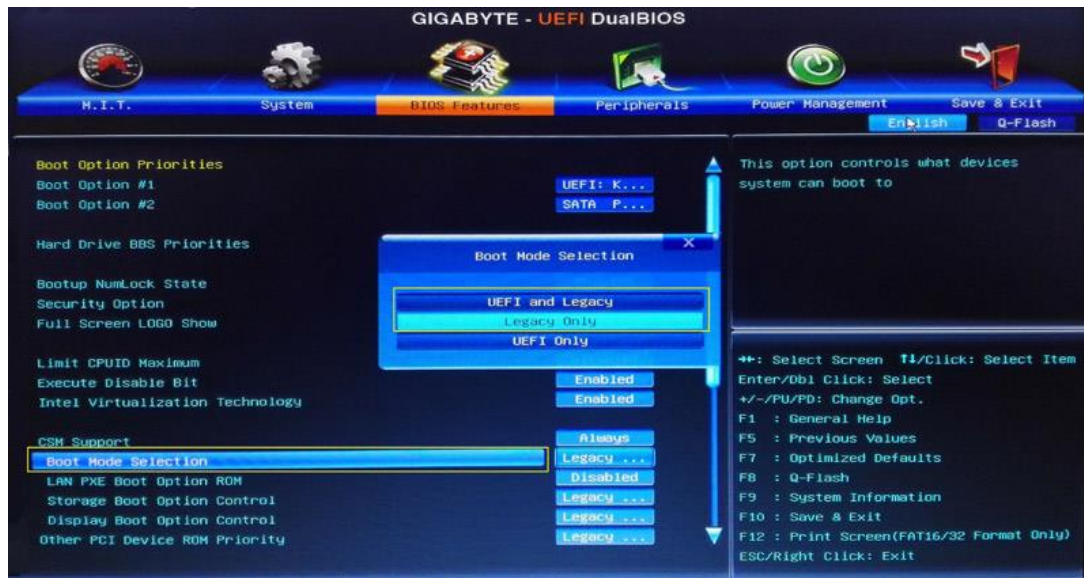 GIGABYTE - UEFI DualBIOS
M.I.T.
System
BIOS Features
Peripherals
Power Management
Save & Exit
English
Q-Flash
Boot Option Priorities
Boot Option #1 UEFI: K...
Boot Option #2 SATA P...
Hard Drive BBS Priorities
Bootup NumLock State
Security Option
Full Screen LOGO Show
Limit CPUID Maximum
Execute Disable Bit Enabled
Intel Virtualization Technology Enabled
CSM Support Always
Boot Mode Selection Legacy ...
LAN PXE Boot Option ROM Disabled
Storage Boot Option Control Legacy ...
Display Boot Option Control Legacy ...
Other PCI Device ROM Priority Legacy ...
Boot Mode Selection
X
UEFI and Legacy
Legacy Only
UEFI Only
This option controls what devices
system can boot to
↔: Select Screen ↑↓/Click: Select Item
Enter/Dbl Click: Select
+/-/PU/PD: Change Opt.
F1 : General Help
F5 : Previous Values
F7 : Optimized Defaults
F8 : Q-Flash
F9 : System Information
F10 : Save & Exit
F12 : Print Screen(FAT16/32 Format Only)
ESC/Right Click: Exit